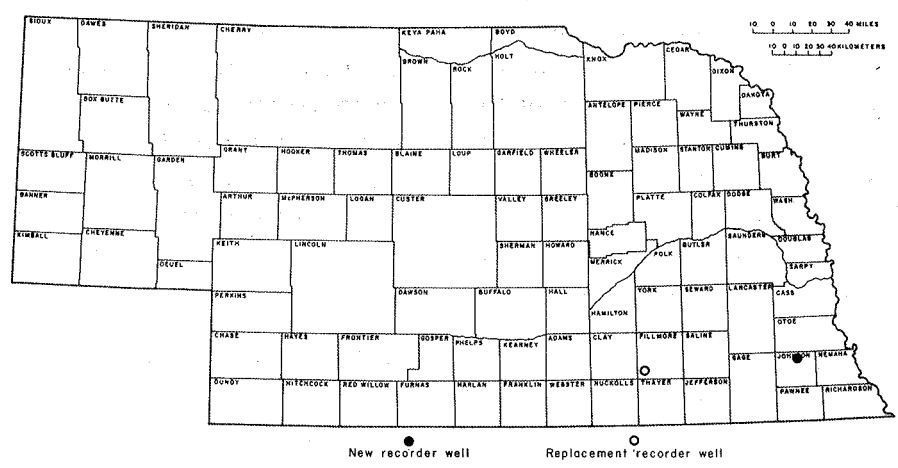 SIOUX
DAWES
SHERIDAN
CHERRY
KEYA PAHA
BOYD
10 0 10 20 30 40 MILES
10 0 10 20 30 40 KILOMETERS
BROWN
ROCK
HOLT
KNOX
CEDAR
DIXON
DAKOTA
BOX BUTTE
ANTELOPE
PIERCE
WAYNE
THURSTON
SCOTTS BLUFF
MORRILL
GARDEN
GRANT
HOOKER
THOMAS
BLAINE
LOUP
GARFIELD
WHEELER
MADISON
STANTON
CUMING
BURT
BOONE
BANNER
ARTHUR
McPHERSON
LOGAN
CUSTER
VALLEY
GREELEY
PLATTE
COLFAX
DODGE
WASH
KIMBALL
CHEYENNE
KEITH
LINCOLN
SHERMAN
HOWARD
NANCE
MERRICK
POLK
BUTLER
SAUNDERS
DOUGLAS
SARPY
DEUEL
PERKINS
DAWSON
BUFFALO
HALL
HAMILTON
YORK
SEWARD
LANCASTER
CASS
OTOE
CHASE
HAYES
FRONTIER
GOSPER
PHELPS
KEARNEY
ADAMS
CLAY
FILLMORE
SALINE
GAGE
JOHNSON
NEMAHA
DUNDY
HITCHCOCK
RED WILLOW
FURNAS
HARLAN
FRANKLIN
WEBSTER
NUCKOLLS
THAYER
JEFFERSON
PAWNEE
RICHARDSON
New recorder well
Replacement recorder well